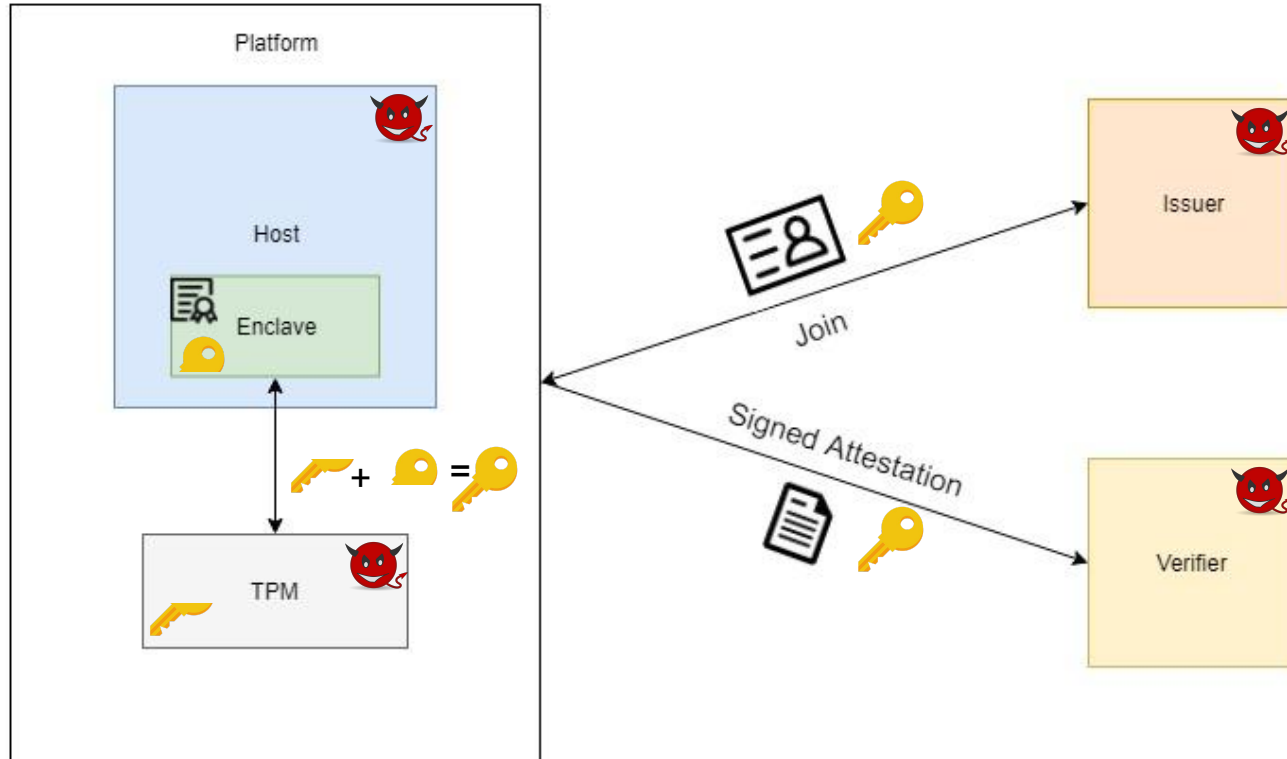 Platform
Host
Enclave
+ =
TPM
Join
Signed Attestation
Issuer
Verifier